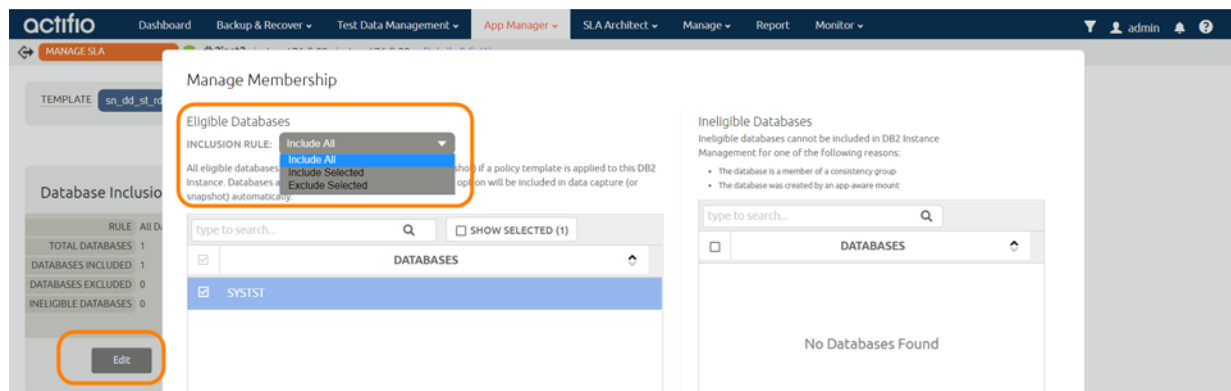 actifio Dashboard Backup & Recover Test Data Management App Manager SLA Architect Manage Report Monitor admin
MANAGE SLA
Manage Membership
TEMPLATE sn_dd_st_rd
Eligible Databases
INCLUSION RULE: Include All
Include All
Include Selected
Exclude Selected
All eligible databases
shot) if a policy template is applied to this DB2
Instance. Databases a
option will be included in data capture (or
snapshot) automatically.
type to search...
SHOW SELECTED (1)
DATABASES
SYSTST
Ineligible Databases
Ineligible databases cannot be included in DB2 Instance
Management for one of the following reasons:
• The database is a member of a consistency group
• The database was created by an app-aware mount
type to search...
DATABASES
No Databases Found
Database Inclusio
RULE All D
TOTAL DATABASES 1
DATABASES INCLUDED 1
DATABASES EXCLUDED 0
INELIGIBLE DATABASES 0
Edit